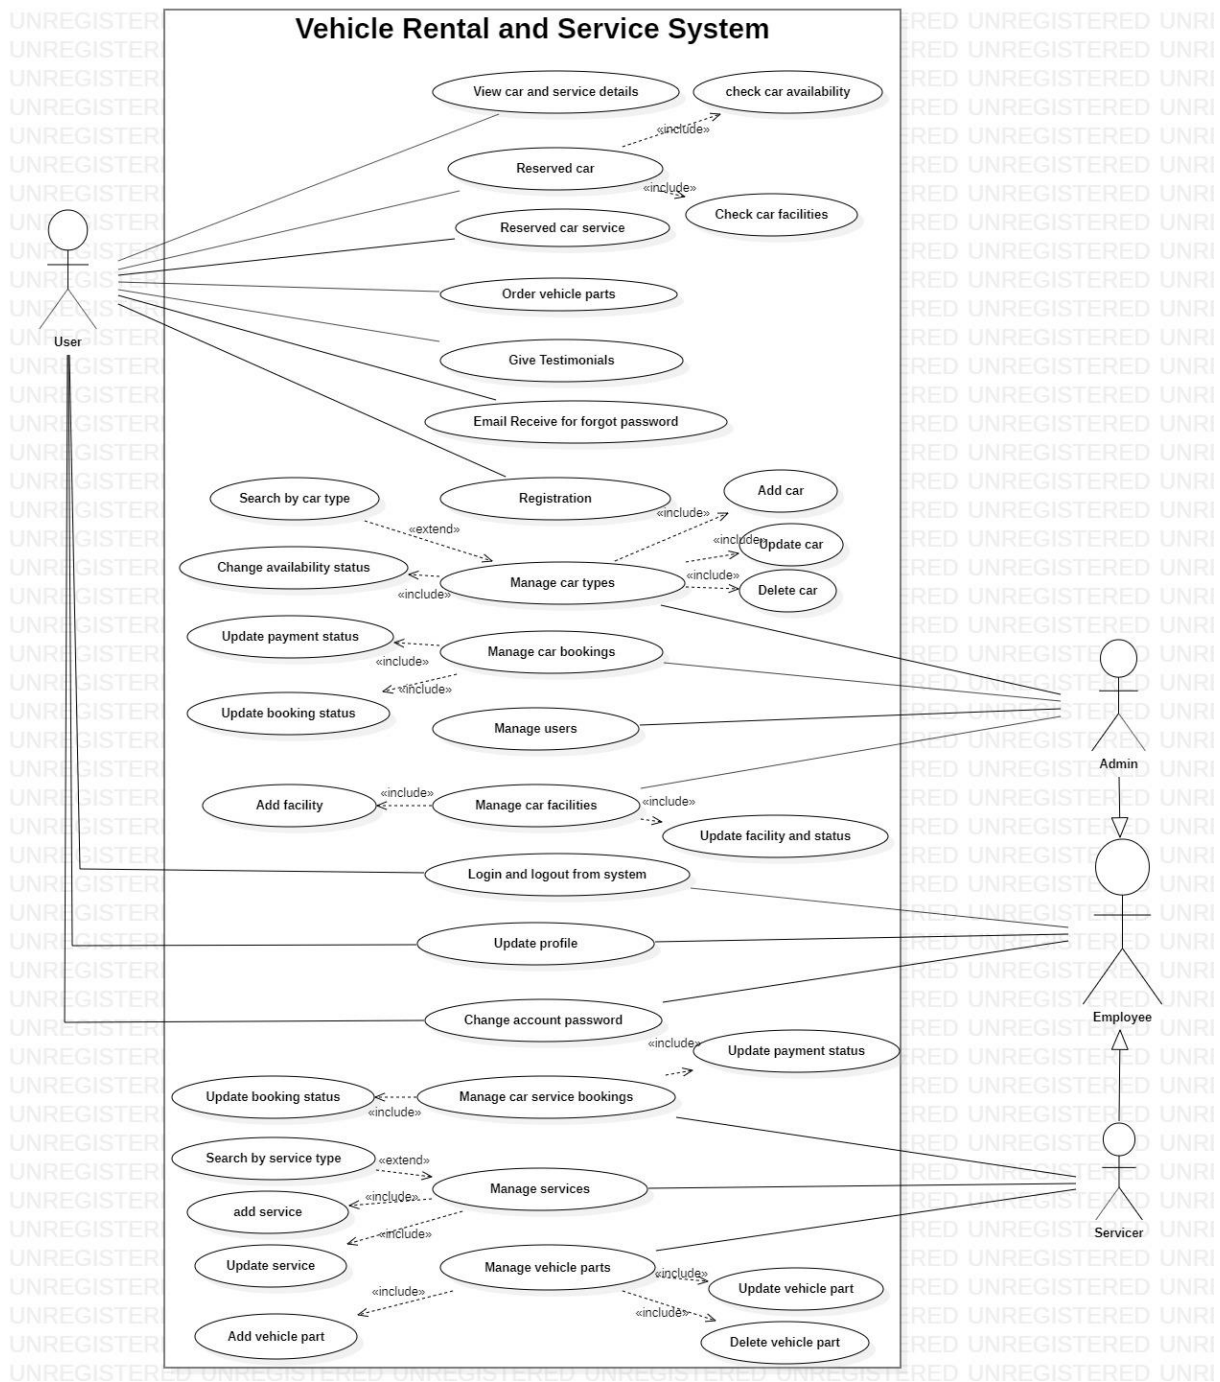 Vehicle Rental and Service System
View car and service details
check car availability
«include»
Reserved car
«include»
Check car facilities
Reserved car service
Order vehicle parts
User
Give Testimonials
Email Receive for forgot password
Search by car type
Registration
Add car
«include»
«extend»
«include»
Update car
Change availability status
Manage car types
«include»
Delete car
«include»
Update payment status
Manage car bookings
«include»
«include»
Update booking status
Manage users
Admin
«include»
Add facility
Manage car facilities
«include»
Update facility and status
Login and logout from system
Update profile
Change account password
Employee
«include»
Update payment status
Update booking status
Manage car service bookings
«include»
Search by service type
«extend»
Manage services
«include»
add service
«include»
Servicer
Update service
Manage vehicle parts
«include»
Update vehicle part
«include»
«include»
Add vehicle part
Delete vehicle part
UNREGISTERED UNREGISTERED UNREGISTERED UNREGISTERED UNREGISTERED UNREGISTERED UNRI